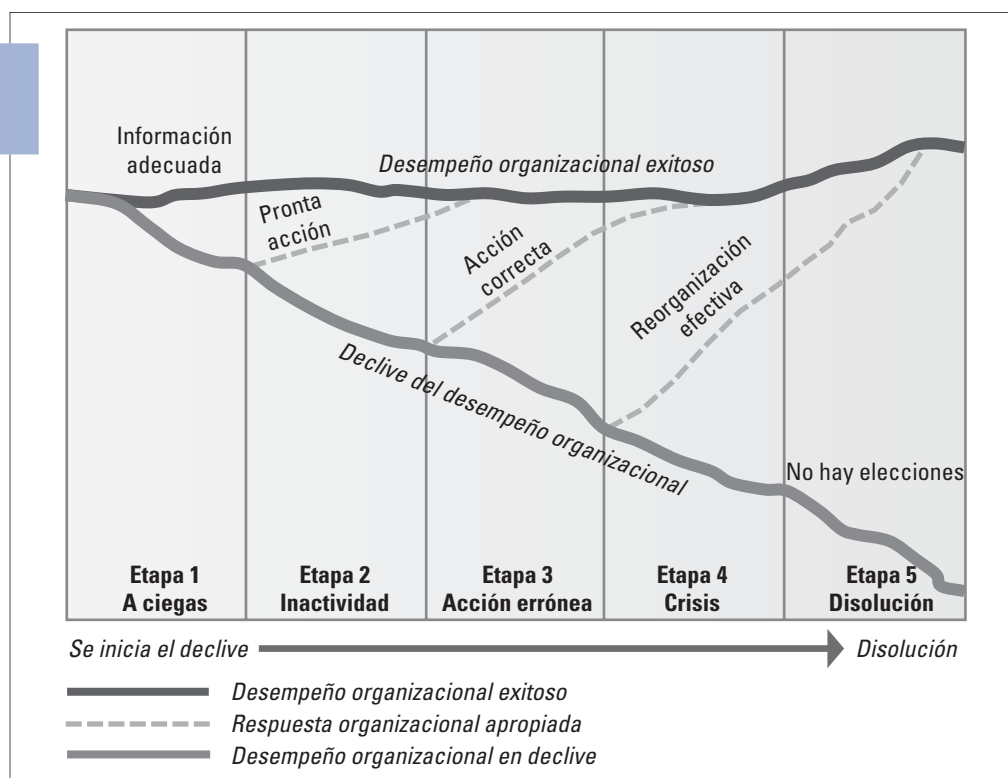 Información
adecuada
Desempeño organizacional exitoso
Pronta
acción
Acción
correcta
Reorganización
efectiva
Declive del desempeño organizacional
No hay elecciones
Etapa 1
A ciegas
Etapa 2
Inactividad
Etapa 3
Acción errónea
Etapa 4
Crisis
Etapa 5
Disolución
Se inicia el declive
Disolución
Desempeño organizacional exitoso
Respuesta organizacional apropiada
Desempeño organizacional en declive